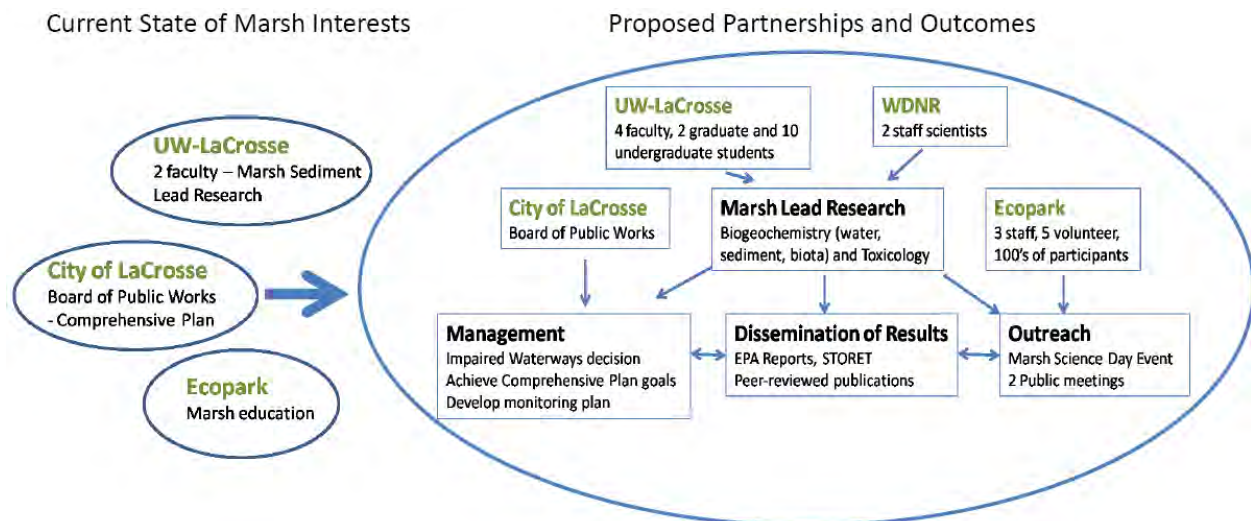 Current State of Marsh Interests
Proposed Partnerships and Outcomes
UW-LaCrosse
2 faculty – Marsh Sediment
Lead Research
City of LaCrosse
Board of Public Works
- Comprehensive Plan
Ecopark
Marsh education
UW-LaCrosse
4 faculty, 2 graduate and 10
undergraduate students
WDNR
2 staff scientists
City of LaCrosse
Board of Public Works
Marsh Lead Research
Biogeochemistry (water,
sediment, biota) and Toxicology
Ecopark
3 staff, 5 volunteer,
100's of participants
Management
Impaired Waterways decision
Achieve Comprehensive Plan goals
Develop monitoring plan
Dissemination of Results
EPA Reports, STORET
Peer-reviewed publications
Outreach
Marsh Science Day Event
2 Public meetings